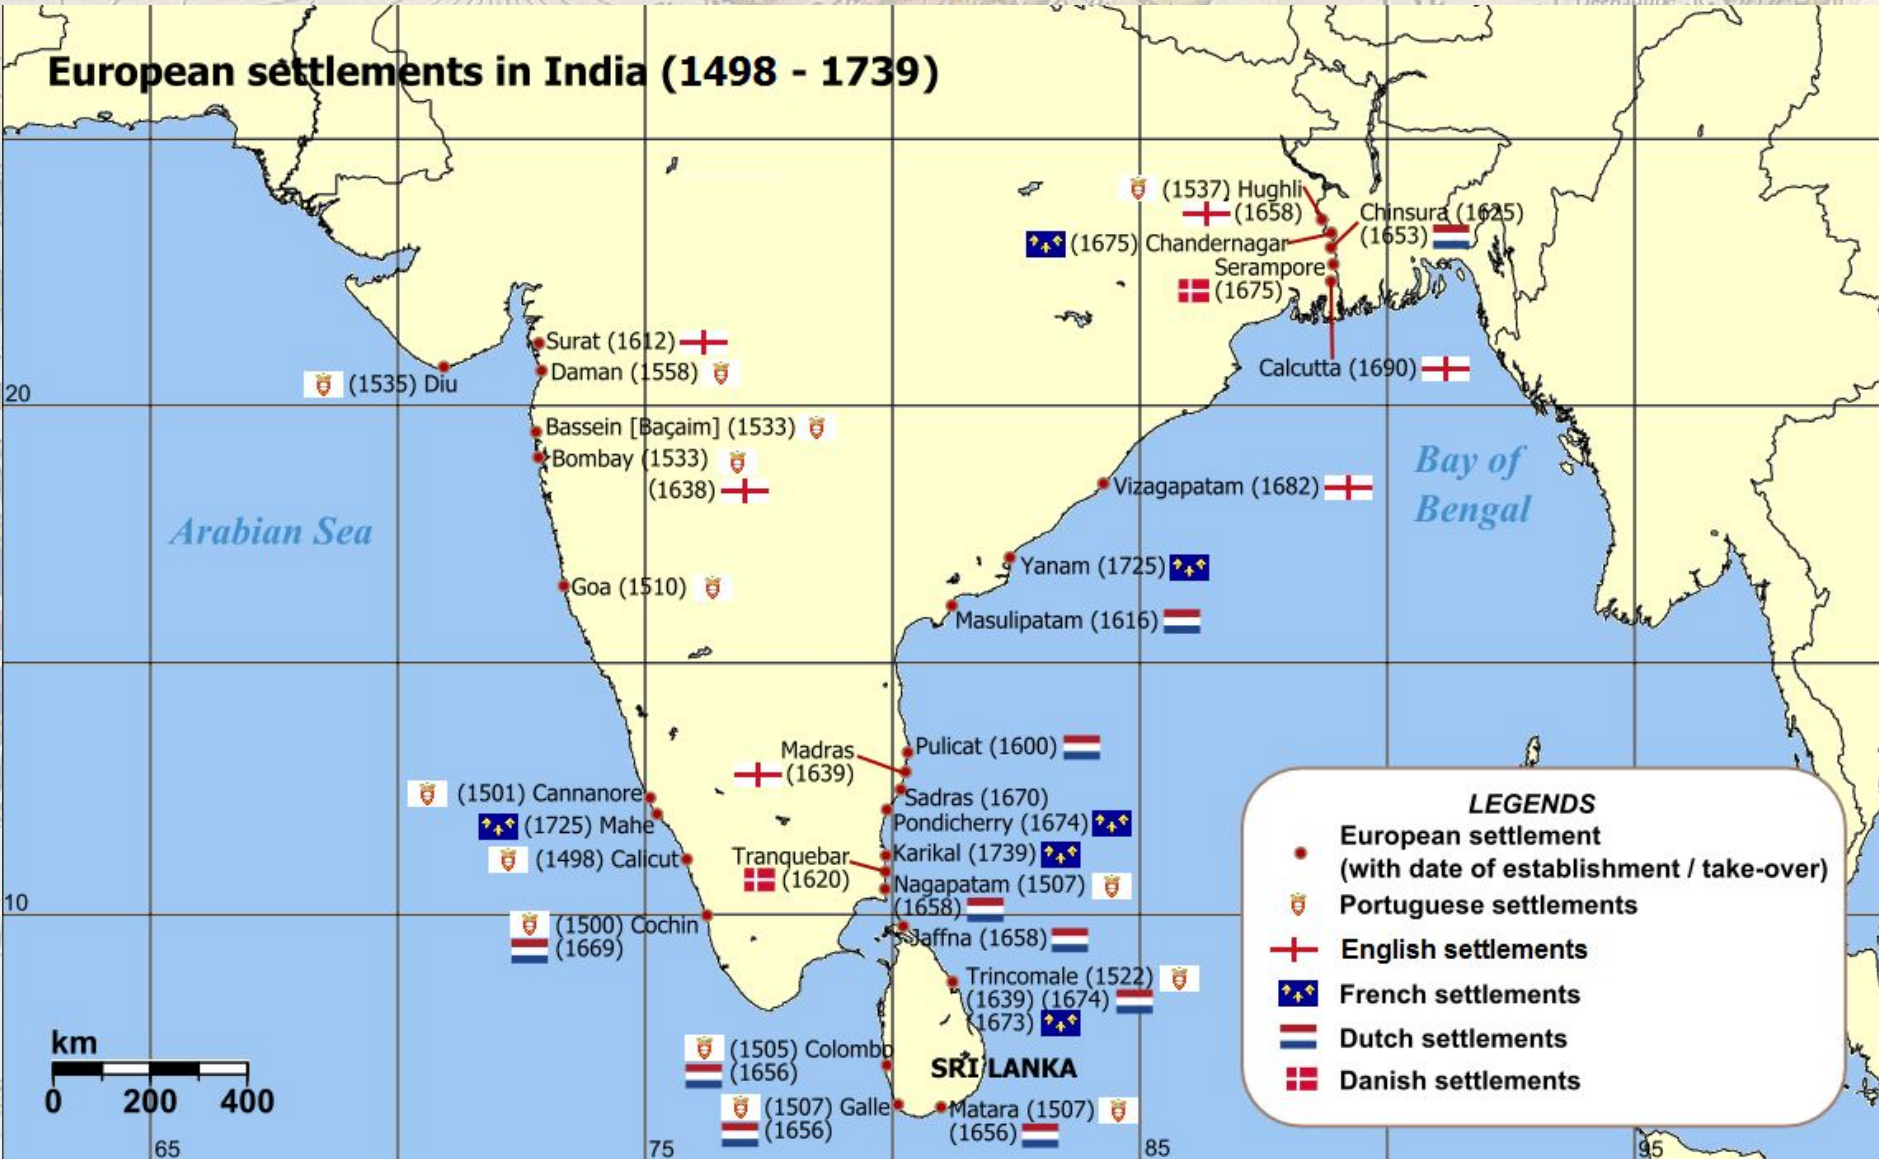 European settlements in India (1498 - 1739)
(1537) Hughli
(1658)
Chinsura (1625)
(1653)
(1675) Chandernagar
Serampore
(1675)
Calcutta (1690)
Surat (1612)
Daman (1558)
(1535) Diu
20
Bassein [Baçaim] (1533)
Bombay (1533)
(1638)
Arabian Sea
Bay of
Bengal
Vizagapatam (1682)
Yanam (1725)
Goa (1510)
Masulipatam (1616)
Pulicat (1600)
Madras
(1639)
Sadras (1670)
(1501) Cannanore
(1725) Mahe
Pondicherry (1674)
(1498) Calicut
Karikal (1739)
Tranquebar
(1620)
Nagapatam (1507)
(1658)
10
(1500) Cochin
(1669)
Jaffna (1658)
Trincomale (1522)
(1639) (1674)
(1673)
(1505) Colombo
(1656)
SRI LANKA
(1507) Galle
(1656)
Matara (1507)
(1656)
km
0 200 400
65
75
85
95
LEGENDS
European settlement
(with date of establishment / take-over)
Portuguese settlements
English settlements
French settlements
Dutch settlements
Danish settlements